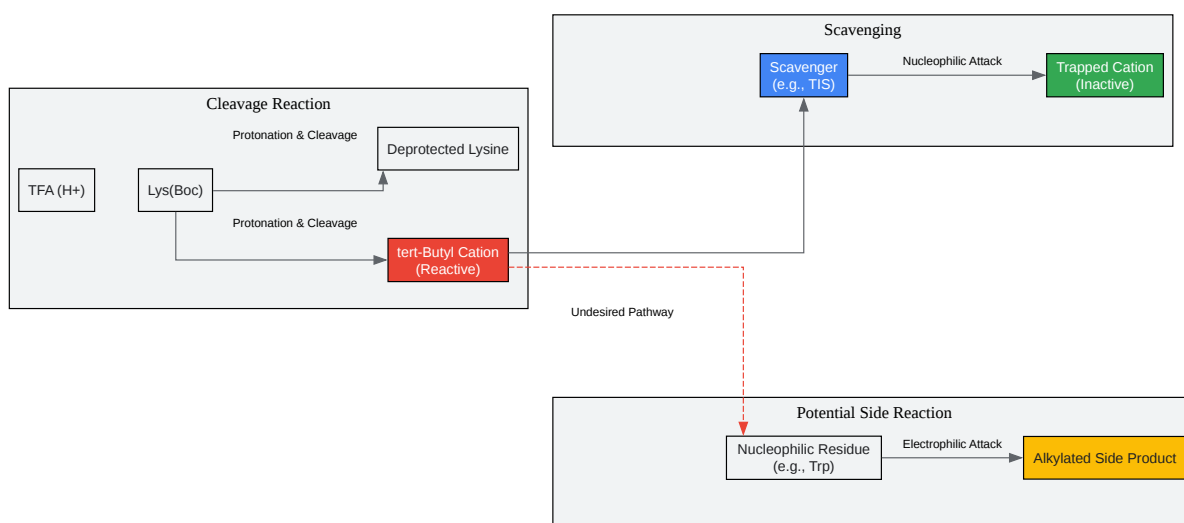 Scavenging
Scavenger
(e.g., TIS)
Nucleophilic Attack
Trapped Cation
(Inactive)
Cleavage Reaction
Protonation & Cleavage
Deprotected Lysine
TFA (H+)
Lys(Boc)
Protonation & Cleavage
tert-Butyl Cation
(Reactive)
Undesired Pathway
Potential Side Reaction
Nucleophilic Residue
(e.g., Trp)
Electrophilic Attack
Alkylated Side Product